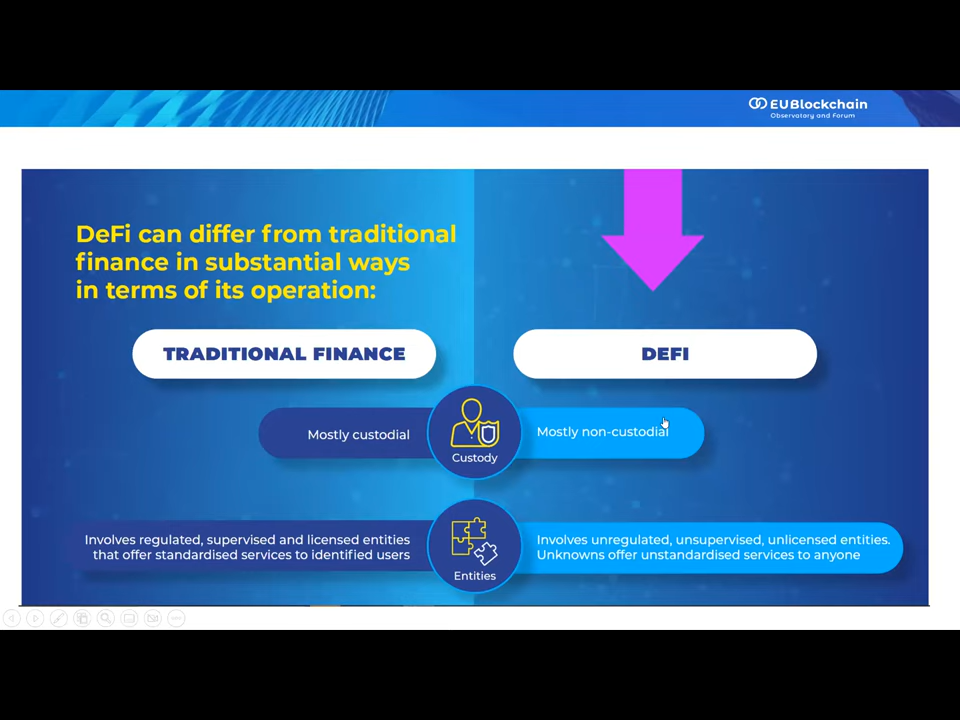 EUBlockchain
Observatory and Forum
DeFi can differ from traditional
finance in substantial ways
in terms of its operation:
TRADITIONAL FINANCE
DEFI
Mostly custodial
Custody
Mostly non-custodial
Involves regulated, supervised and licensed entities
that offer standardised services to identified users
Entities
Involves unregulated, unsupervised, unlicensed entities.
Unknowns offer unstandardised services to anyone